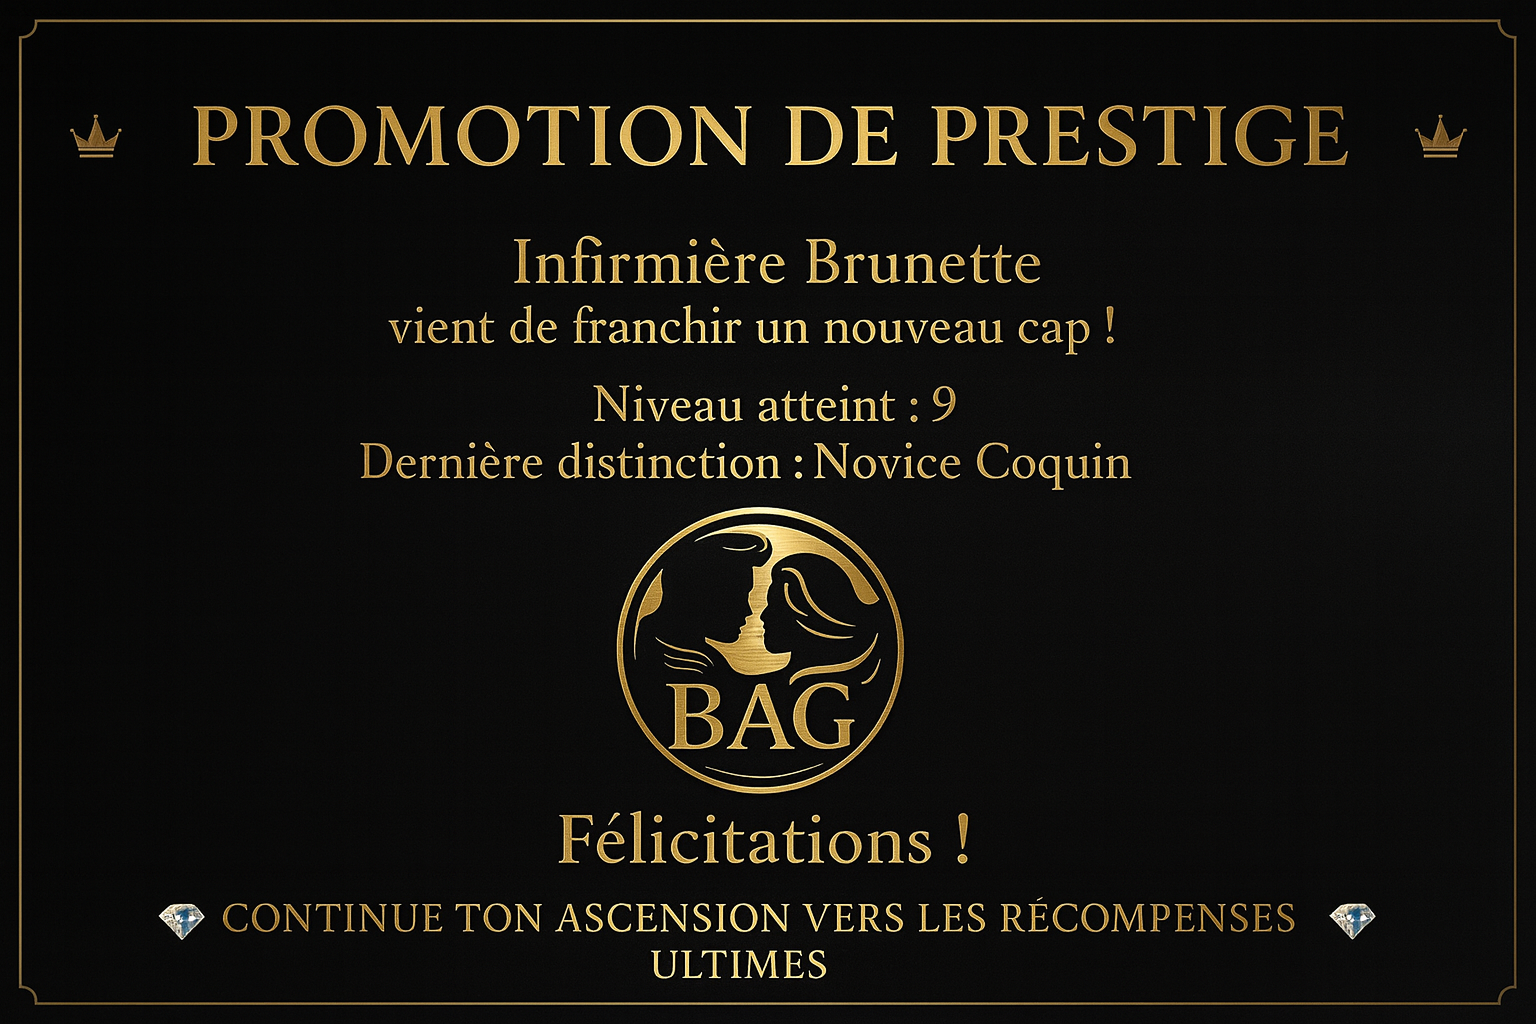 PROMOTION DE PRESTIGE
Infirmière Brunette
vient de franchir un nouveau cap !
Niveau atteint : 9
Dernière distinction : Novice Coquin
BAG
Félicitations !
CONTINUE TON ASCENSION VERS LES RÉCOMPENSES
ULTIMES